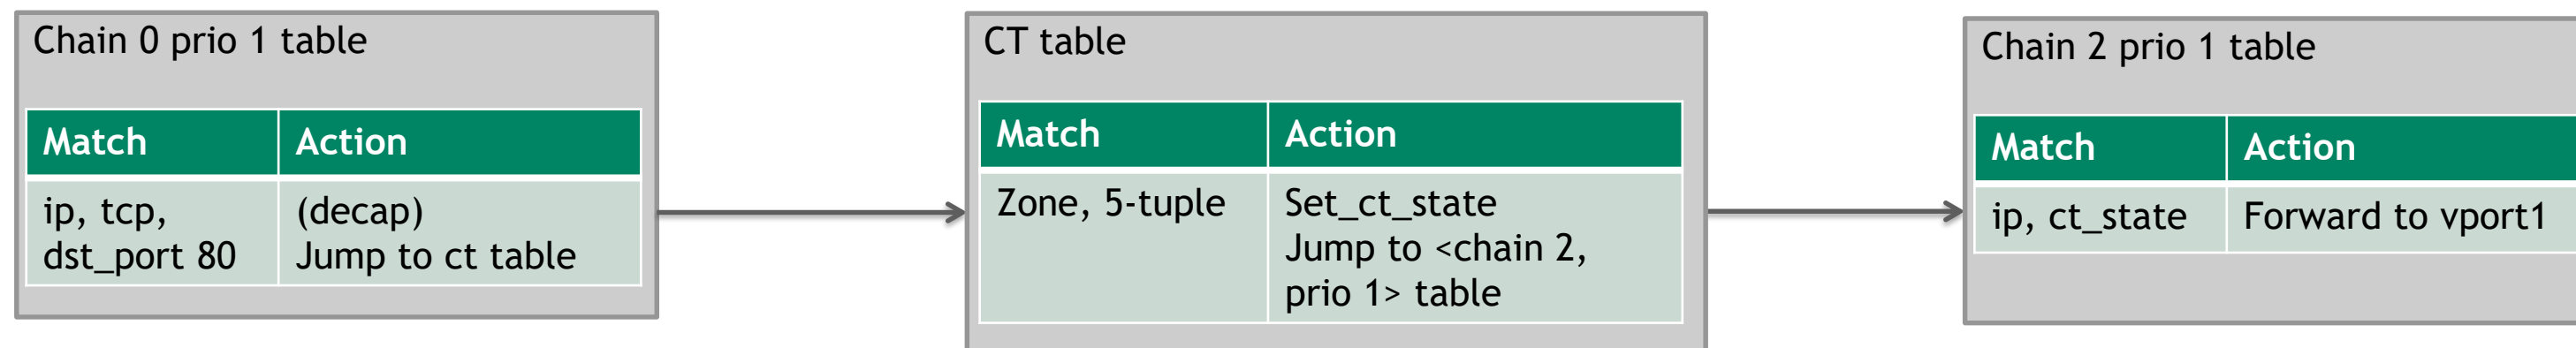 Chain 0 prio 1 table
Match Action
ip, tcp, (decap)
dst_port 80 Jump to ct table
CT table
Match Action
Zone, 5-tuple Set_ct_state
Jump to <chain 2,
prio 1> table
Chain 2 prio 1 table
Match Action
ip, ct_state Forward to vport1